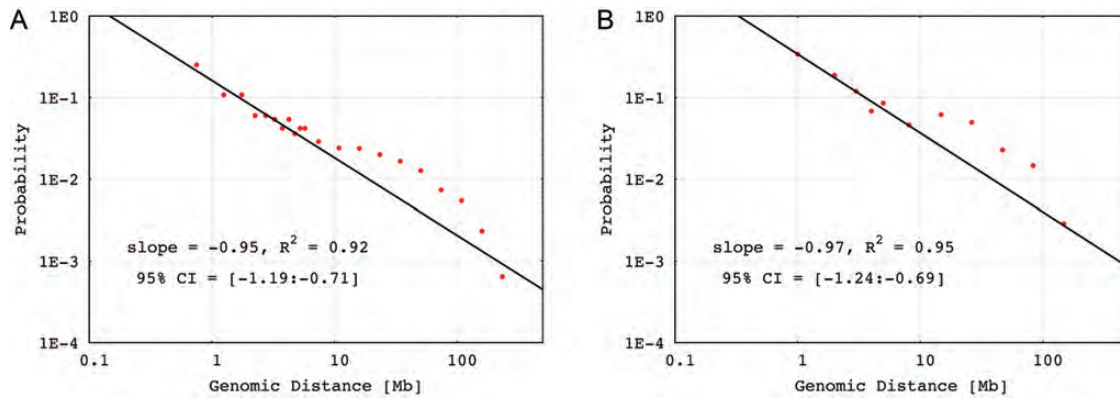 A
1E0
1E-1
1E-2
1E-3
1E-4
Probability
slope = -0.95, R² = 0.92
95% CI = [-1.19:-0.71]
0.1 1 10 100
Genomic Distance [Mb]
B
1E0
1E-1
1E-2
1E-3
1E-4
Probability
slope = -0.97, R² = 0.95
95% CI = [-1.24:-0.69]
0.1 1 10 100
Genomic Distance [Mb]